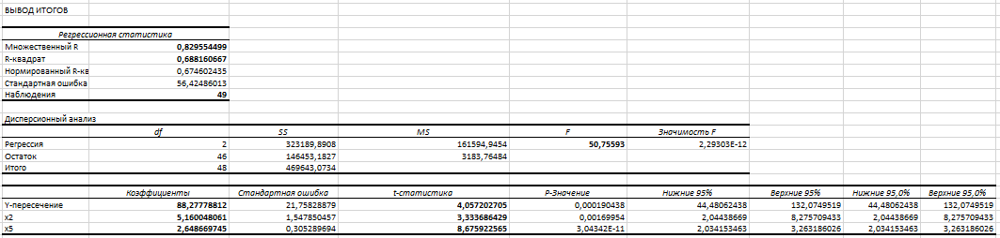 ВЫВОД ИТОГОВ
Регрессионная статистика
Множественный R 0,829554499
R-квадрат 0,688160667
Нормированный R-кв 0,674602435
Стандартная ошибка 56,42486013
Наблюдения 49
Дисперсионный анализ
df SS MS F Значимость F
Регрессия 2 323189,8908 161594,9454 50,75593 2,29303E-12
Остаток 46 146453,1827 3183,76484
Итого 48 469643,0734
Коэффициенты Стандартная ошибка t-статистика P-Значение Нижние 95% Верхние 95% Нижние 95,0% Верхние 95,0%
Y-пересечение 88,27778812 21,75828879 4,057202705 0,000190438 44,48062438 132,0749519 44,48062438 132,0749519
x2 5,160048061 1,547850457 3,333686429 0,00169954 2,04438669 8,275709433 2,04438669 8,275709433
x5 2,648669745 0,305289694 8,675922565 3,04342E-11 2,034153463 3,263186026 2,034153463 3,263186026